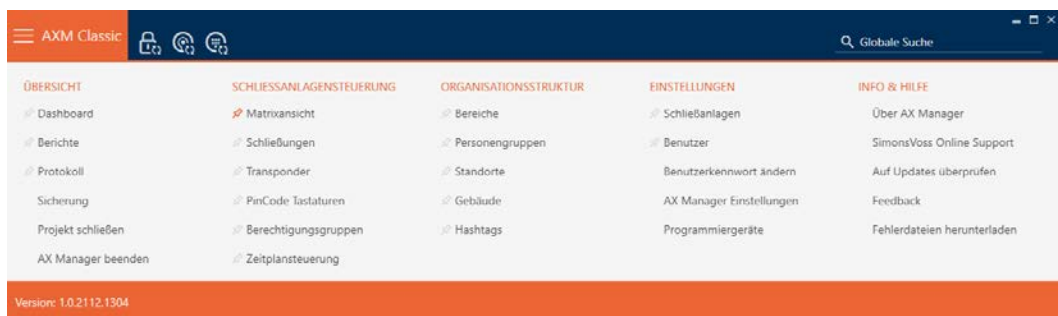 AXM Classic
Globale Suche
ÜBERSICHT
Dashboard
Berichte
Protokoll
Sicherung
Projekt schließen
AX Manager beenden
SCHLIESSANLAGENSTEUERUNG
Matrixansicht
Schließungen
Transponder
PinCode Tastaturen
Berechtigungsgruppen
Zeitplansteuerung
ORGANISATIONSSTRUKTUR
Bereiche
Personengruppen
Standorte
Gebäude
Hashtags
EINSTELLUNGEN
Schließanlagen
Benutzer
Benutzerkennwort ändern
AX Manager Einstellungen
Programmiergeräte
INFO & HILFE
Über AX Manager
SimonsVoss Online Support
Auf Updates überprüfen
Feedback
Fehlerdateien herunterladen
Version: 1.0.2112.1304